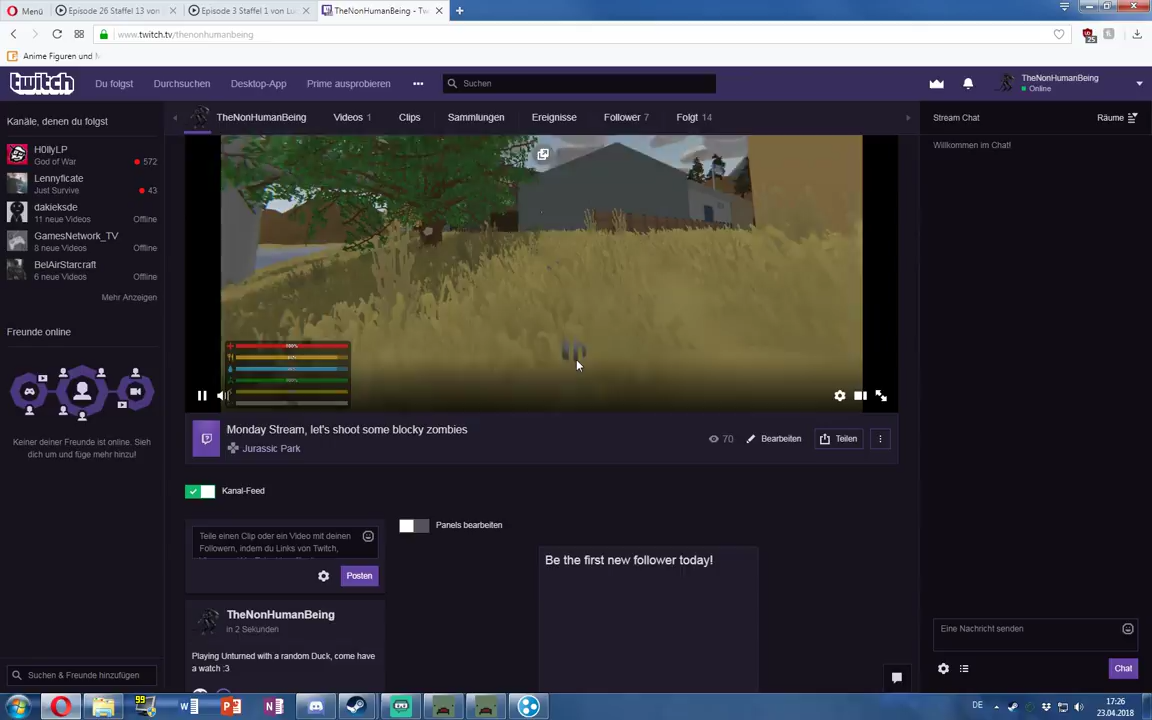 Menü
Episode 26 Staffel 13 von
Episode 3 Staffel 1 von Lu
TheNonHumanBeing - Tw
www.twitch.tv/thenonhumanbeing
25
Anime Figuren und
twitch
Du folgst
Durchsuchen
Desktop-App
Prime ausprobieren
Suchen
TheNonHumanBeing
Online
Kanäle, denen du folgst
TheNonHumanBeing
Videos 1
Clips
Sammlungen
Ereignisse
Follower 7
Folgt 14
Stream Chat
Räume
H0llyLP
God of War
572
Lennyficate
Just Survive
43
dakieksde
11 neue Videos
Offline
GamesNetwork_TV
8 neue Videos
Offline
BelAirStarcraft
6 neue Videos
Offline
Mehr Anzeigen
Freunde online
Keiner deiner Freunde ist online. Sieh
dich um und füge mehr hinzu!
Suchen & Freunde hinzufügen
Willkommen im Chat!
100%
Monday Stream, let's shoot some blocky zombies
Jurassic Park
70
Bearbeiten
Teilen
Kanal-Feed
Teile einen Clip oder ein Video mit deinen
Followern, indem du Links von Twitch,
Posten
Panels bearbeiten
Be the first new follower today!
TheNonHumanBeing
in 2 Sekunden
Playing Unturned with a random Duck, come have
a watch :3
Eine Nachricht senden
Chat
99
DE
17:26
23.04.2018